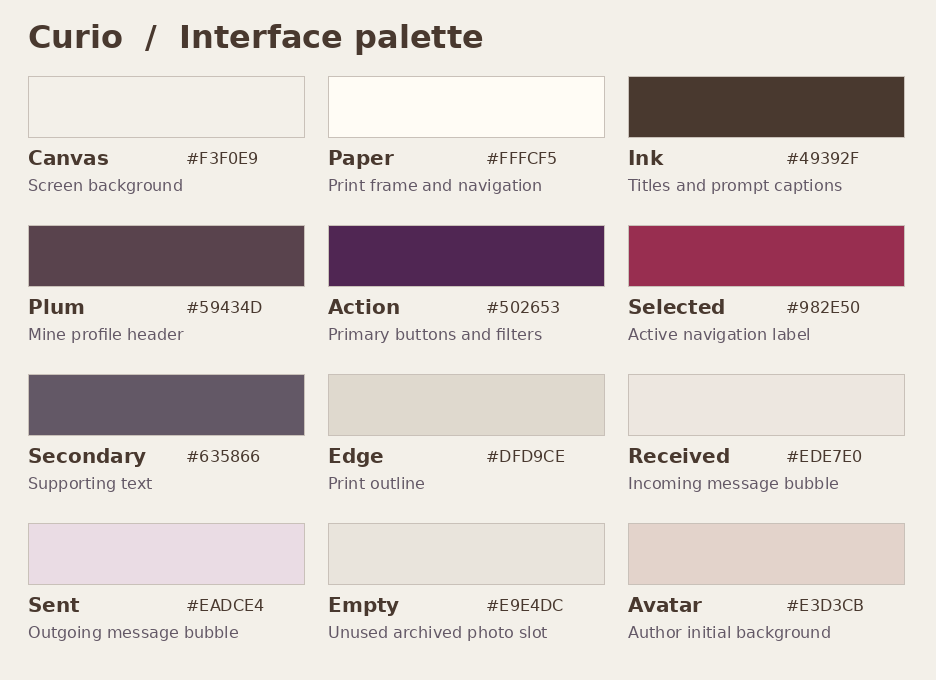 Curio / Interface palette
Canvas #F3F0E9
Screen background
Paper #FFFCF5
Print frame and navigation
Ink #49392F
Titles and prompt captions
Plum #59434D
Mine profile header
Action #502653
Primary buttons and filters
Selected #982E50
Active navigation label
Secondary #635866
Supporting text
Edge #DFD9CE
Print outline
Received #EDE7E0
Incoming message bubble
Sent #EADCE4
Outgoing message bubble
Empty #E9E4DC
Unused archived photo slot
Avatar #E3D3CB
Author initial background